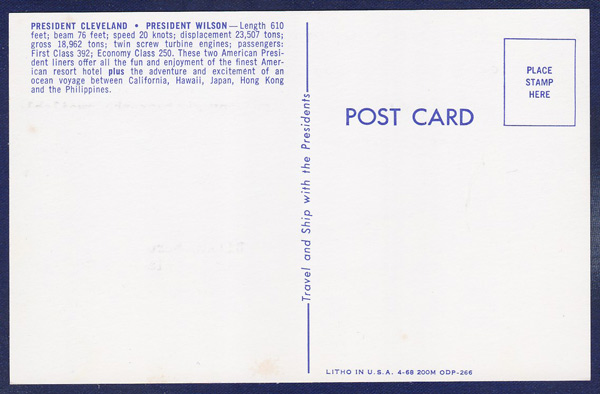 PRESIDENT CLEVELAND • PRESIDENT WILSON—Length 610
feet; beam 76 feet; speed 20 knots; displacement 23,507 tons;
gross 18,962 tons; twin screw turbine engines; passengers:
First Class 392; Economy Class 250. These two American Presi-
dent liners offer all the fun and enjoyment of the finest Amer-
ican resort hotel plus the adventure and excitement of an
ocean voyage between California, Hawaii, Japan, Hong Kong
and the Philippines.
Travel and Ship with the Presidents
POST CARD
PLACE
STAMP
HERE
LITHO IN U.S.A. 4-68 200M ODP-266